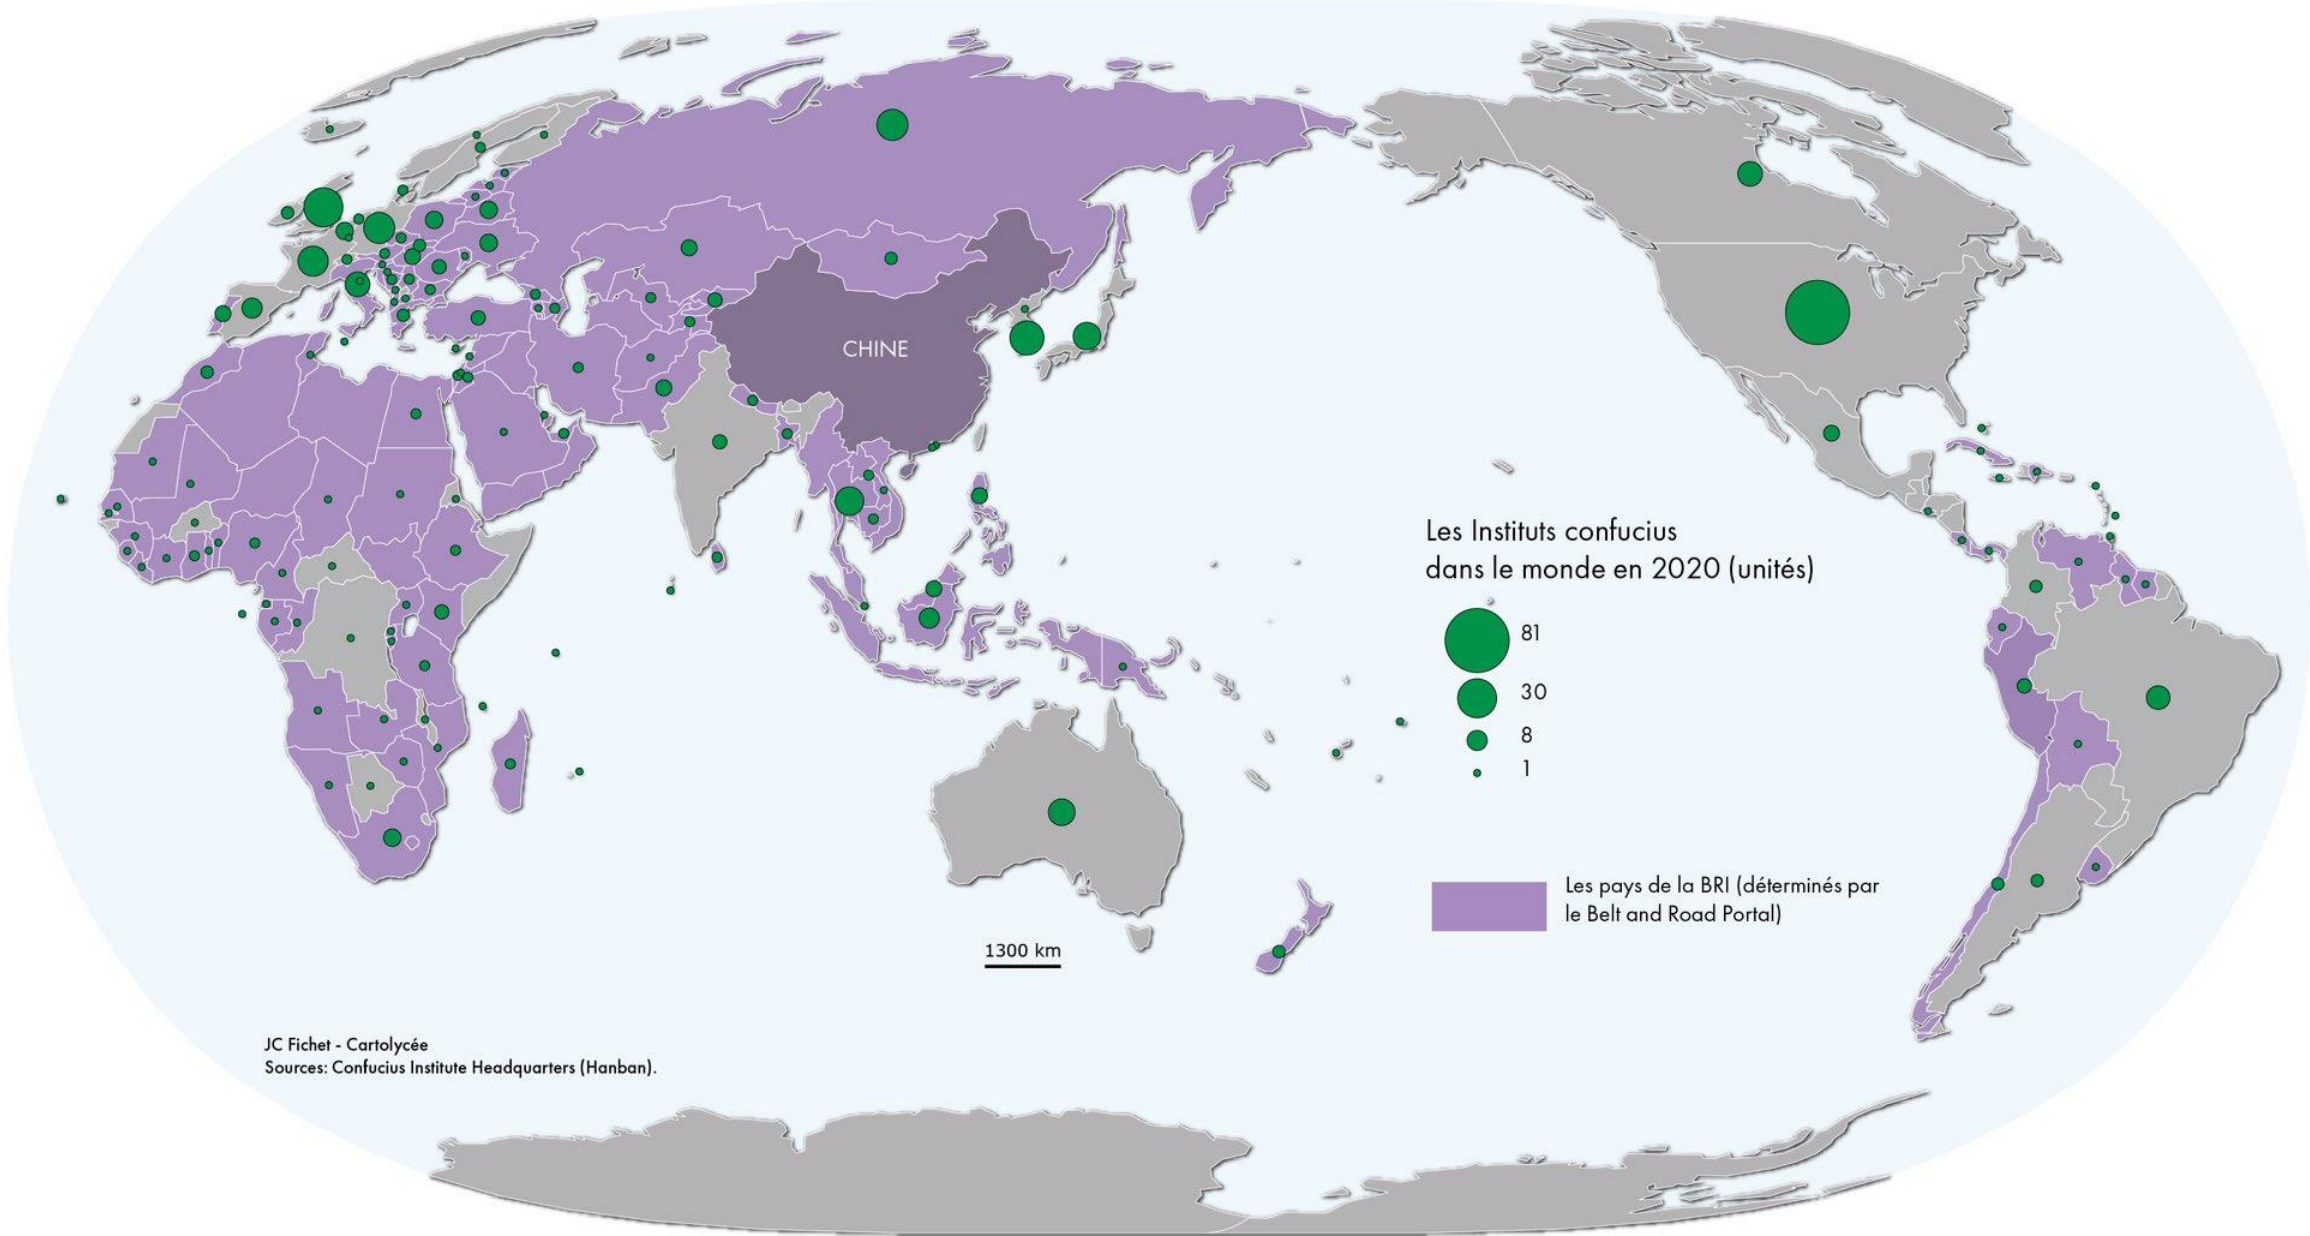 CHINE
Les Instituts confucius
dans le monde en 2020 (unités)
81
30
8
1
Les pays de la BRI (déterminés par
le Belt and Road Portal)
1300 km
JC Fichet - Cartolycée
Sources: Confucius Institute Headquarters (Hanban).